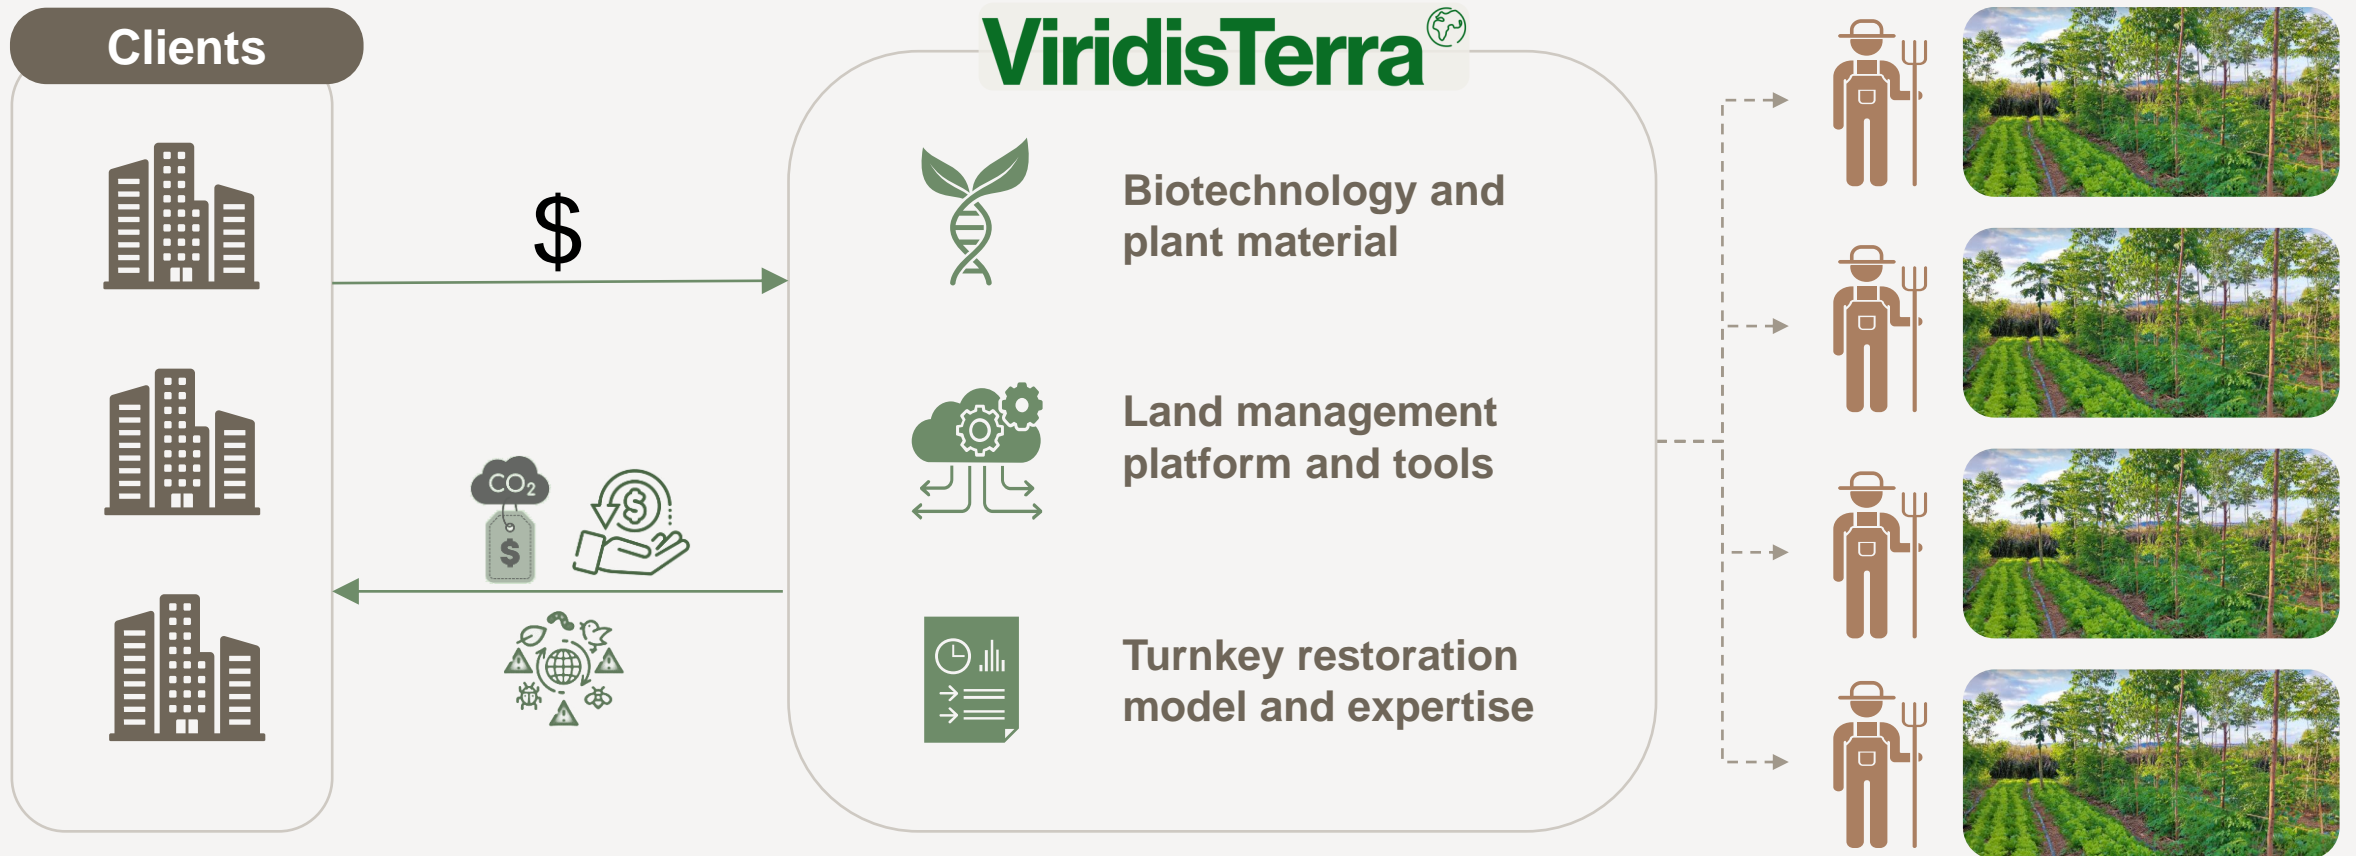 Clients
ViridisTerra
$
Biotechnology and
plant material
Land management
platform and tools
CO₂
$
$
Turnkey restoration
model and expertise